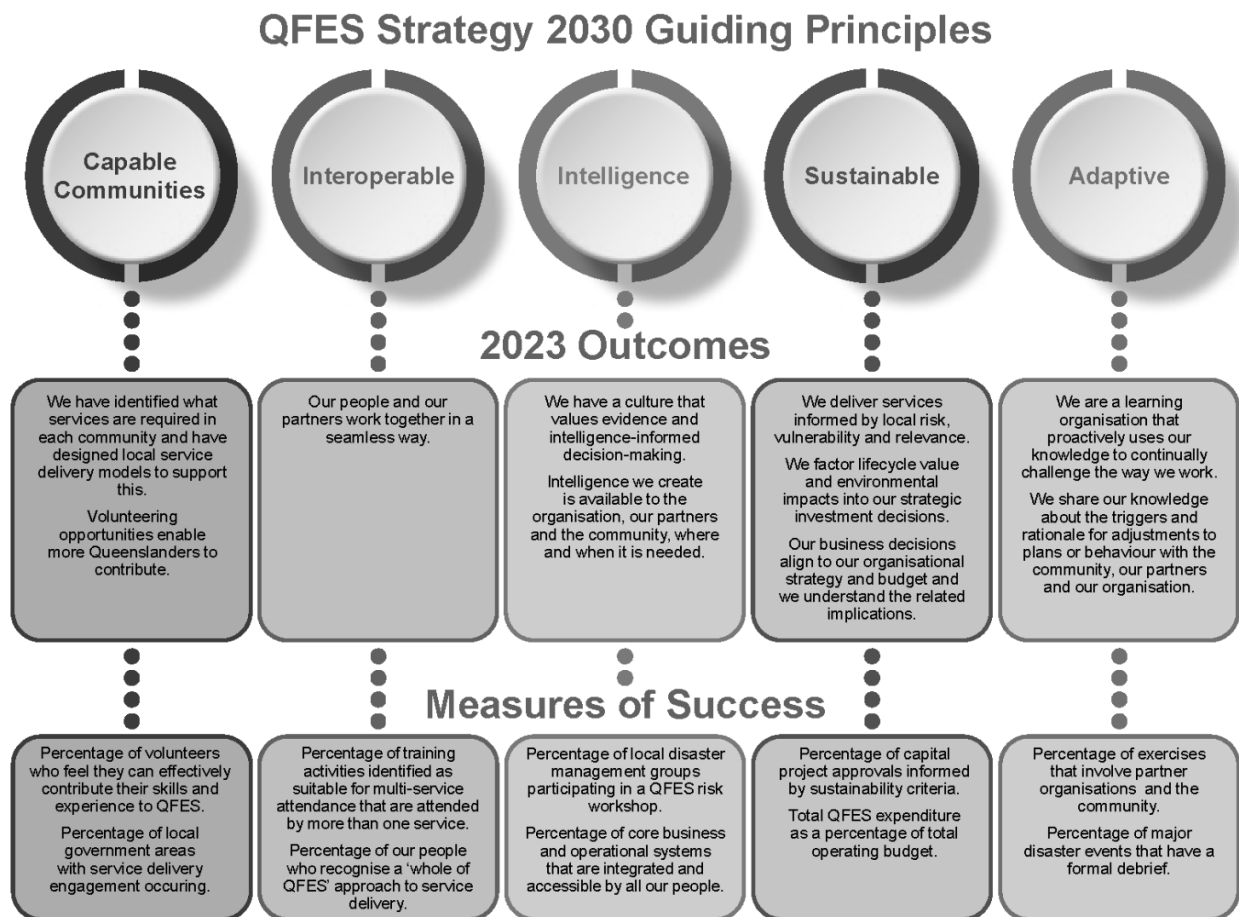 QFES Strategy 2030 Guiding Principles
Capable
Communities
Interoperable
Intelligence
Sustainable
Adaptive
2023 Outcomes
We have identified what
services are required in
each community and have
designed local service
delivery models to support
this.
Volunteering
opportunities enable
more Queenslanders to
contribute.
Our people and our
partners work together in a
seamless way.
We have a culture that
values evidence and
intelligence-informed
decision-making.
Intelligence we create
is available to the
organisation, our partners
and the community, where
and when it is needed.
We deliver services
informed by local risk,
vulnerability and relevance.
We factor lifecycle value
and environmental
impacts into our strategic
investment decisions.
Our business decisions
align to our organisational
strategy and budget and
we understand the related
implications.
We are a learning
organisation that
proactively uses our
knowledge to continually
challenge the way we work.
We share our knowledge
about the triggers and
rationale for adjustments to
plans or behaviour with the
community, our partners
and our organisation.
Measures of Success
Percentage of volunteers
who feel they can effectively
contribute their skills and
experience to QFES.
Percentage of local
government areas
with service delivery
engagement occuring.
Percentage of training
activities identified as
suitable for multi-service
attendance that are attended
by more than one service.
Percentage of our people
who recognise a ‘whole of
QFES’ approach to service
delivery.
Percentage of local disaster
management groups
participating in a QFES risk
workshop.
Percentage of core business
and operational systems
that are integrated and
accessible by all our people.
Percentage of capital
project approvals informed
by sustainability criteria.
Total QFES expenditure
as a percentage of total
operating budget.
Percentage of exercises
that involve partner
organisations and the
community.
Percentage of major
disaster events that have a
formal debrief.